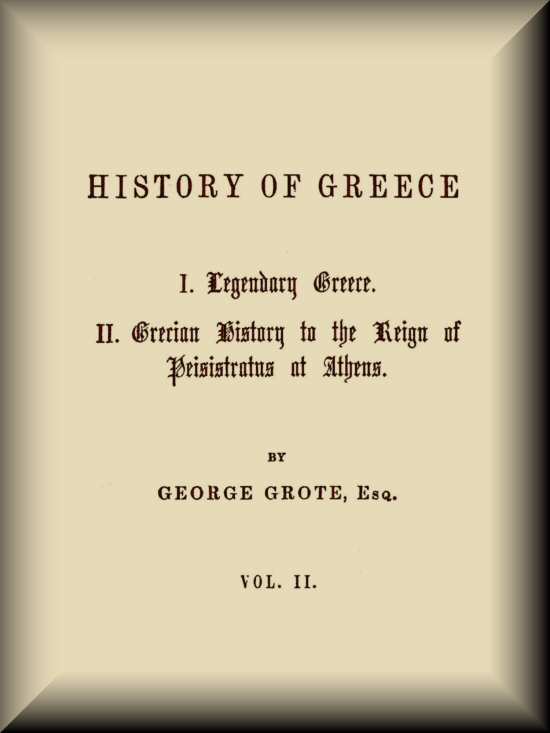 HISTORY OF GREECE
I. Legendary Greece.
II. Grecian History to the Reign of
Peisistratus at Athens.
BY
GEORGE GROTE, Esq.
VOL. II.